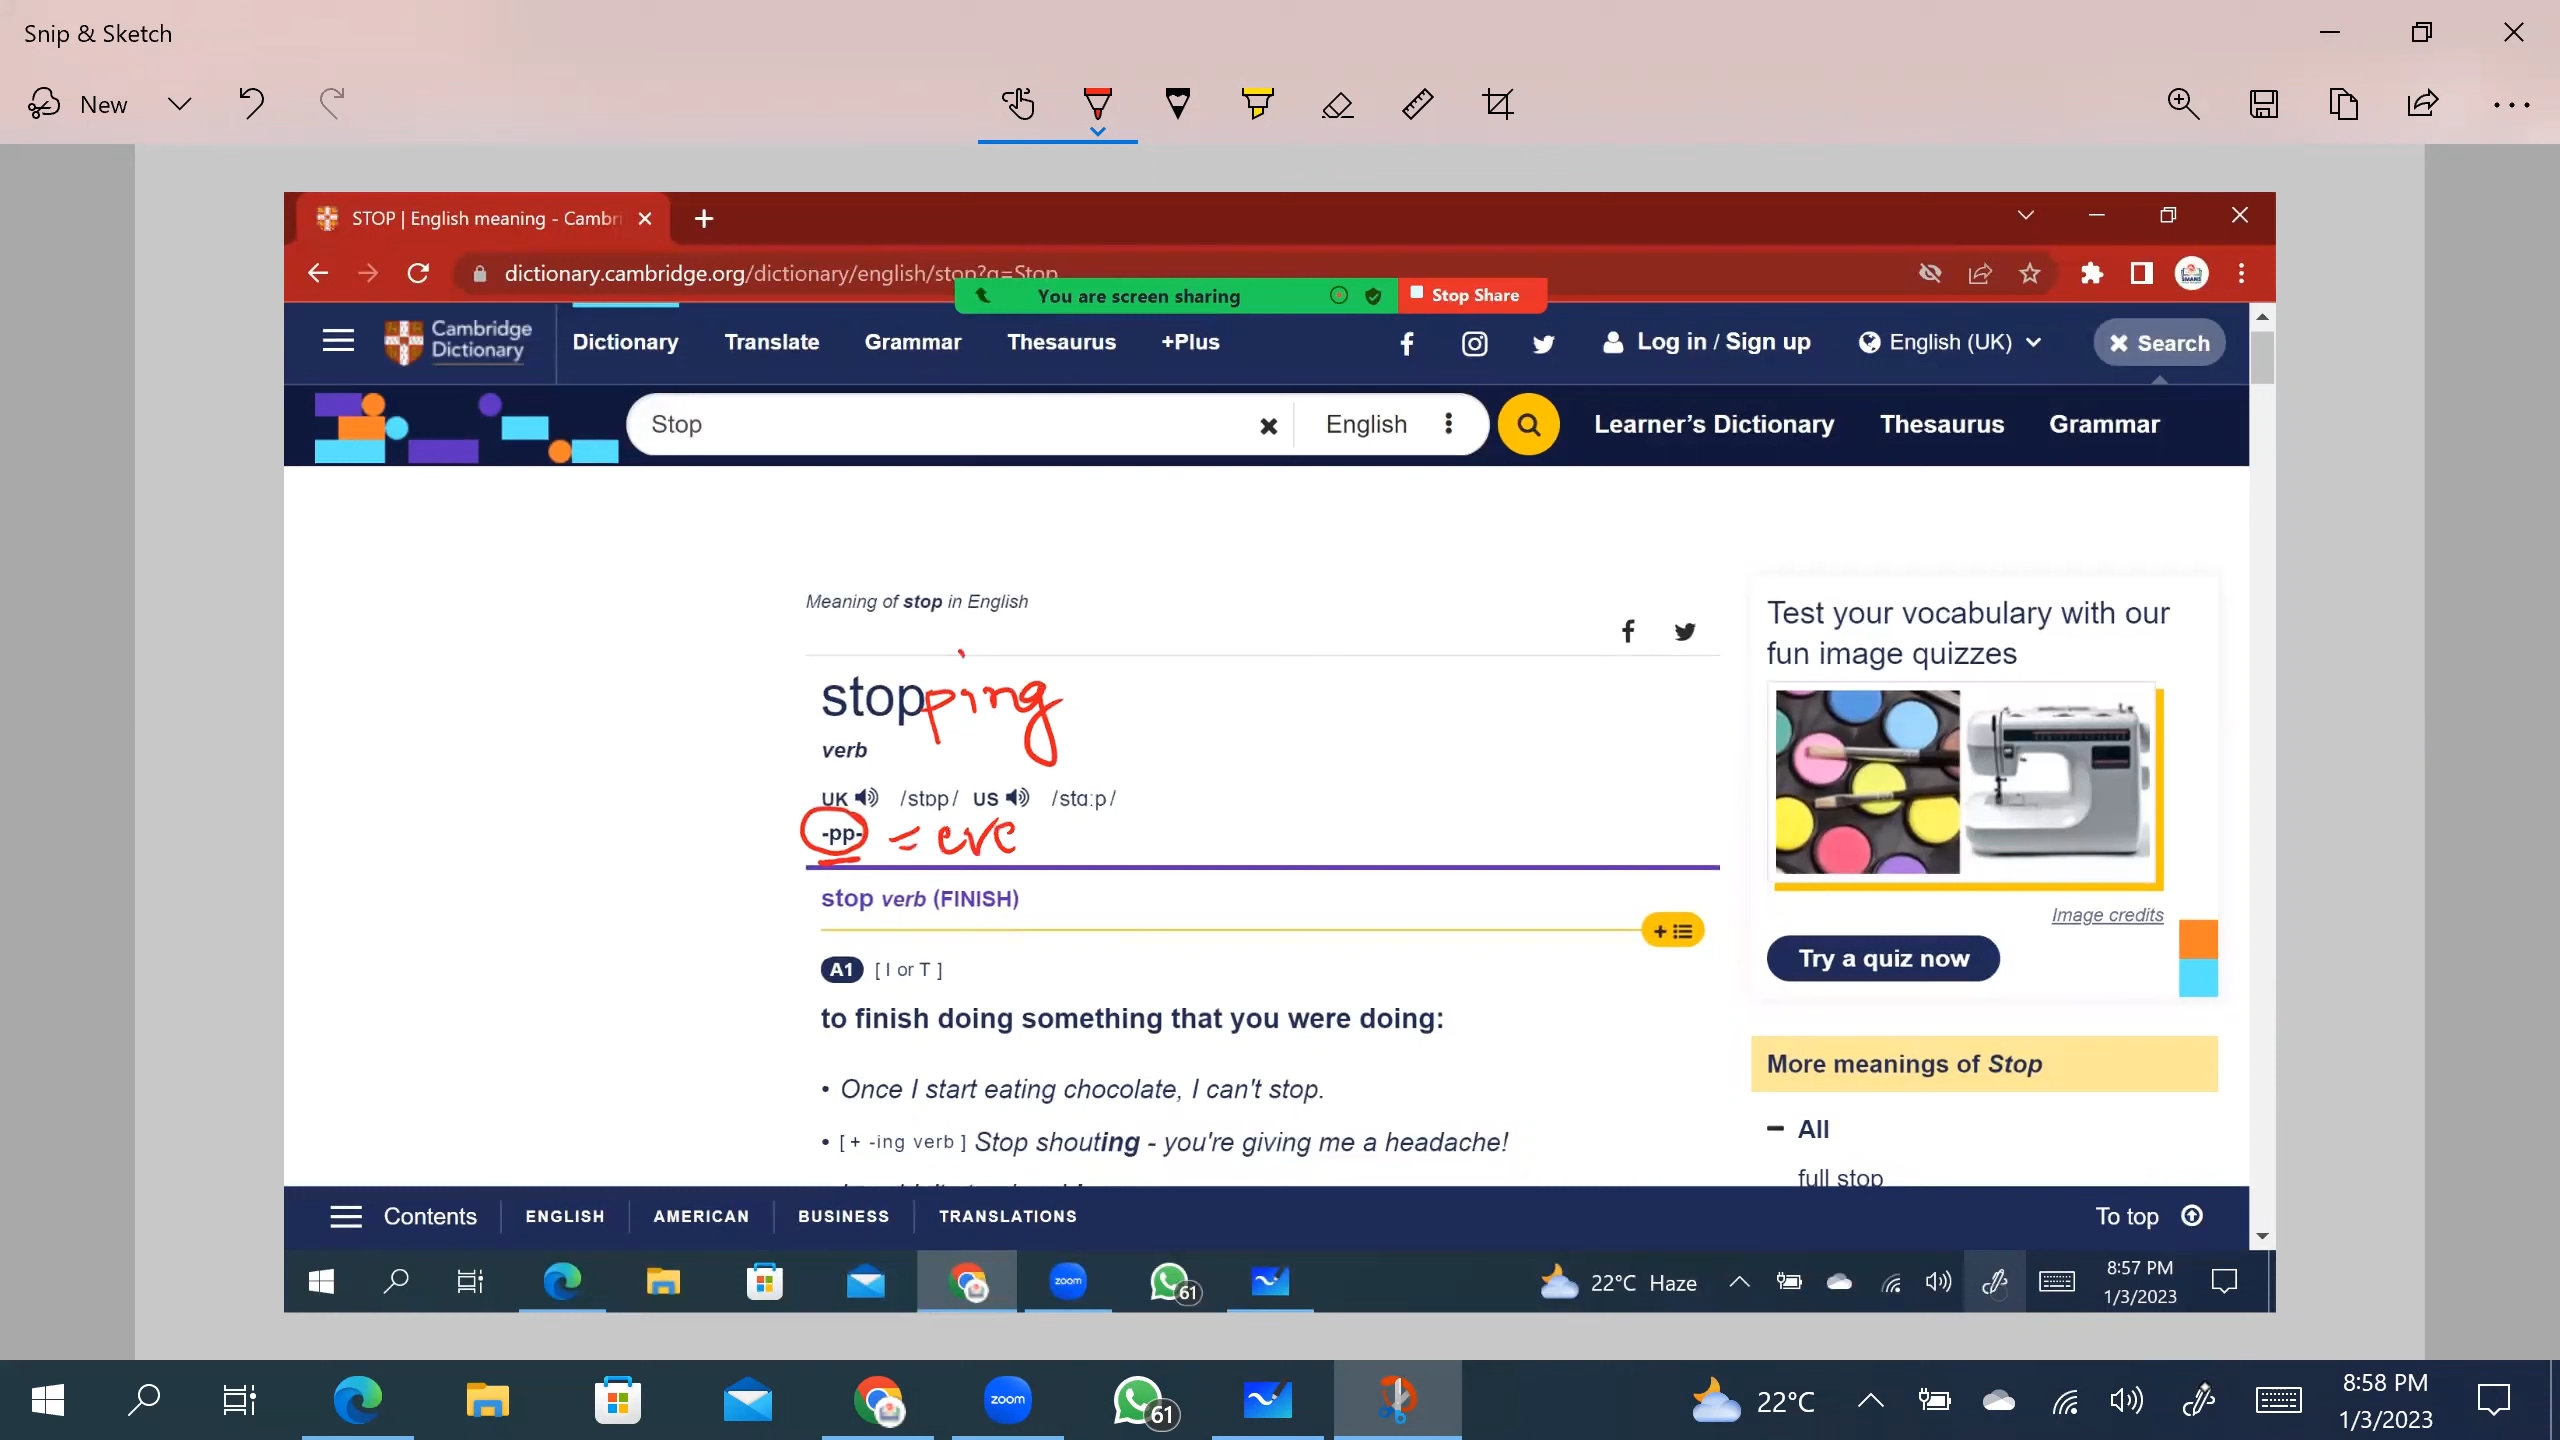 Snip & Sketch
New
STOP | English meaning - Cambri
dictionary.cambridge.org/dictionary/english/stop?q=Stop
You are screen sharing
Stop Share
Cambridge
Dictionary
Dictionary Translate Grammar Thesaurus +Plus
Log in / Sign up English (UK) Search
Stop English
Learner's Dictionary Thesaurus Grammar
Meaning of stop in English
stopping
verb
UK /stɒp/ US /stɑːp/
-pp- = cvc
stop verb (FINISH)
A1 [ I or T ]
to finish doing something that you were doing:
• Once I start eating chocolate, I can't stop.
• [ + -ing verb ] Stop shouting - you're giving me a headache!
Test your vocabulary with our
fun image quizzes
Image credits
Try a quiz now
More meanings of Stop
All
full stop
Contents ENGLISH AMERICAN BUSINESS TRANSLATIONS
To top
zoom
61
22°C Haze
8:57 PM
1/3/2023
zoom
61
22°C
8:58 PM
1/3/2023